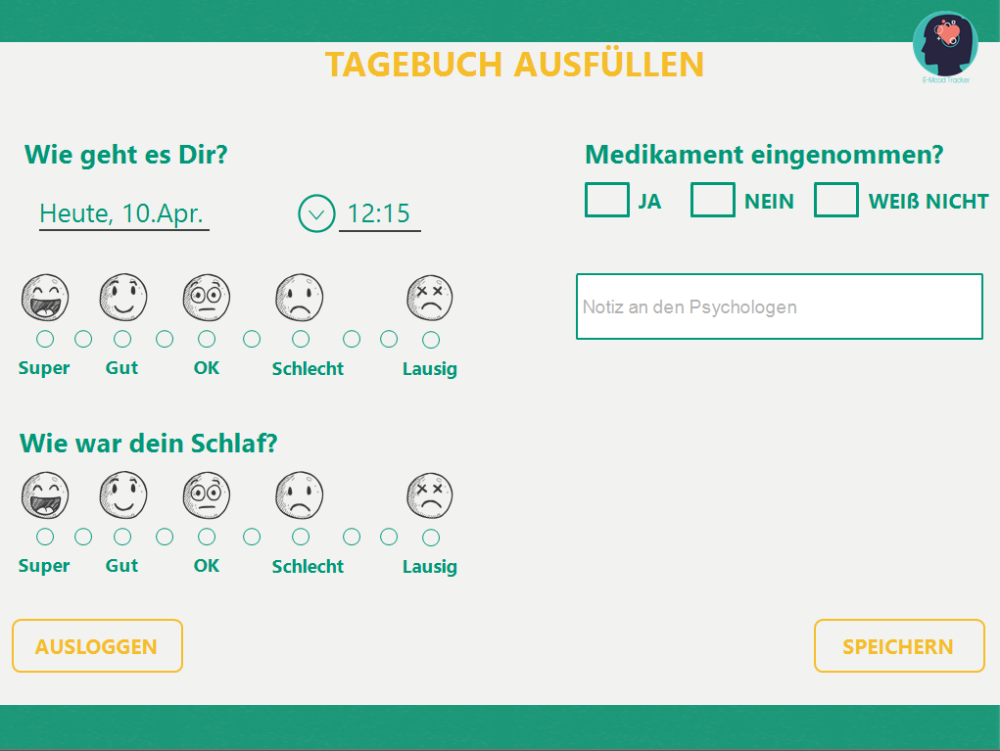 E-Mood Tracker
TAGEBUCH AUSFÜLLEN
Wie geht es Dir?
Heute, 10.Apr.
12:15
Super Gut OK Schlecht Lausig
Wie war dein Schlaf?
Super Gut OK Schlecht Lausig
Medikament eingenommen?
JA NEIN WEIß NICHT
Notiz an den Psychologen
AUSLOGGEN
SPEICHERN